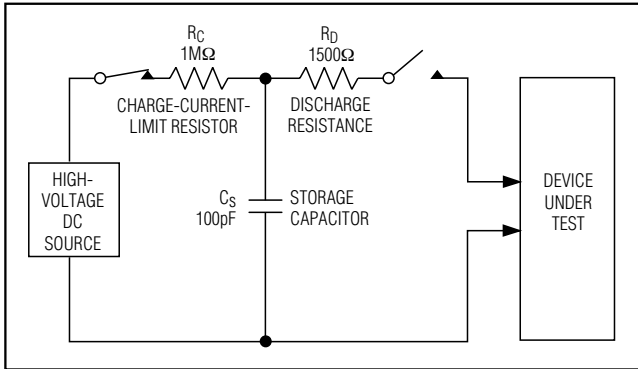 R_C
1MΩ
CHARGE-CURRENT-
LIMIT RESISTOR
R_D
1500Ω
DISCHARGE
RESISTANCE
HIGH-
VOLTAGE
DC
SOURCE
C_S
100pF
STORAGE
CAPACITOR
DEVICE
UNDER
TEST